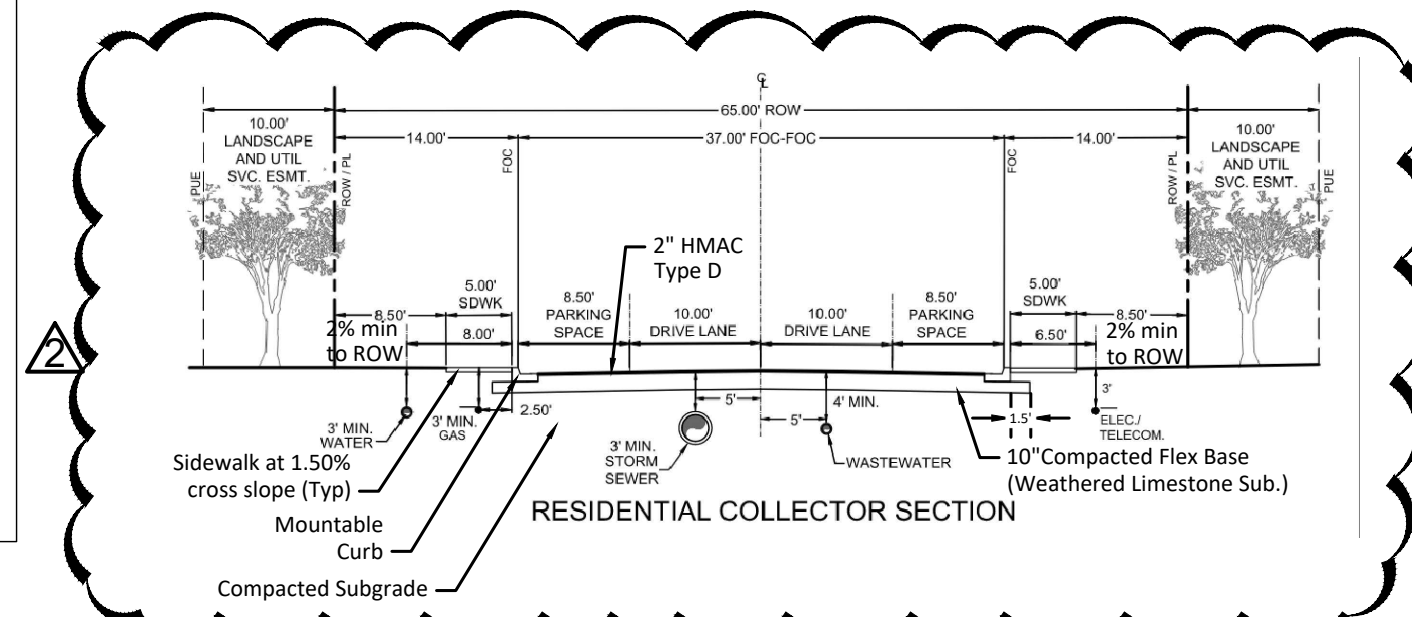 ℄
65.00' ROW
10.00'
LANDSCAPE
AND UTIL
SVC. ESMT.
14.00'
37.00' FOC-FOC
14.00'
10.00'
LANDSCAPE
AND UTIL
SVC. ESMT.
PUE
ROW / PL
FOC
FOC
ROW / PL
PUE
2" HMAC
Type D
5.00'
SDWK
8.50'
PARKING
SPACE
10.00'
DRIVE LANE
10.00'
DRIVE LANE
8.50'
PARKING
SPACE
5.00'
SDWK
8.50'
8.50'
2% min
to ROW
8.00'
6.50'
2% min
to ROW
2
5'
4' MIN.
3'
2.50'
5'
1.5'
3' MIN.
WATER
3' MIN.
GAS
3' MIN.
STORM
SEWER
WASTEWATER
ELEC./
TELECOM.
Sidewalk at 1.50%
cross slope (Typ)
10"Compacted Flex Base
(Weathered Limestone Sub.)
RESIDENTIAL COLLECTOR SECTION
Mountable
Curb
Compacted Subgrade